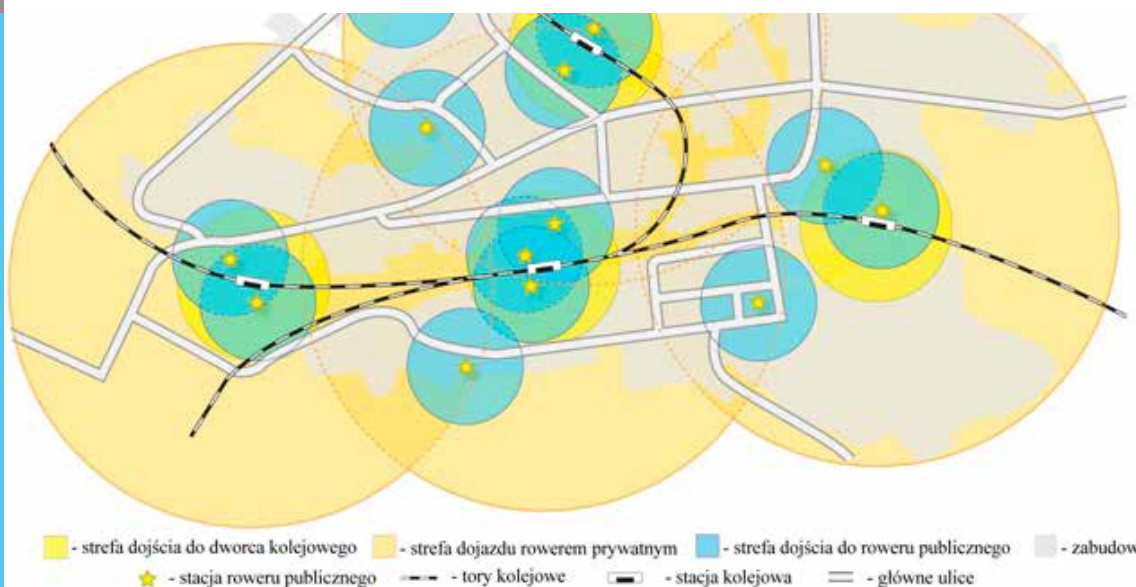 - strefa dojścia do dworca kolejowego - strefa dojazdu rowerem prywatnym - strefa dojścia do roweru publicznego - zabudow
- stacja roweru publicznego - tory kolejowe - stacja kolejowa - główne ulice